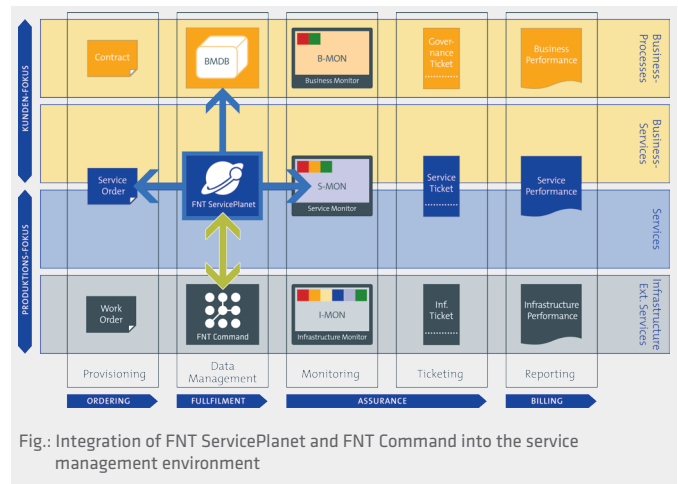 KUNDEN-FOKUS
PRODUKTIONS-FOKUS
Contract
BMDB
B-MON
Business Monitor
Gover-
nance
Ticket
Business
Performance
Business-
Processes
Business-
Services
Service
Order
FNT ServicePlanet
S-MON
Service Monitor
Service
Ticket
Service
Performance
Services
Work
Order
FNT Command
I-MON
Infrastructure Monitor
Inf.
Ticket
Infrastructure
Performance
Infrastructure
Ext. Services
Provisioning
Data
Management
Monitoring
Ticketing
Reporting
ORDERING
FULLFILMENT
ASSURANCE
BILLING
Fig.: Integration of FNT ServicePlanet and FNT Command into the service
management environment